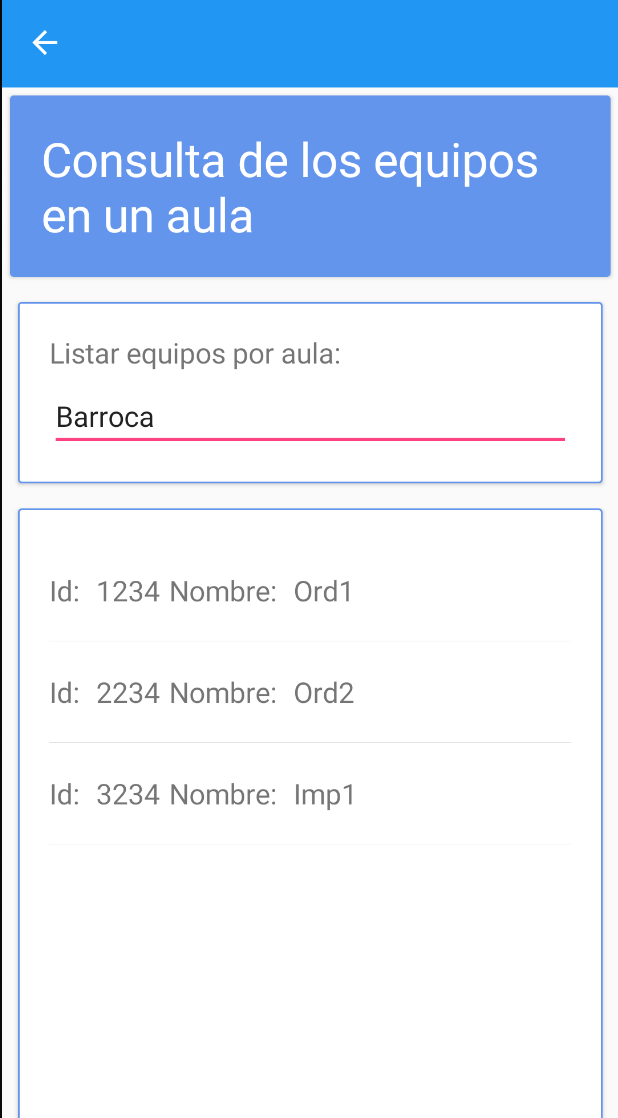 Consulta de los equipos
en un aula
Listar equipos por aula:
Barroca
Id: 1234 Nombre: Ord1
Id: 2234 Nombre: Ord2
Id: 3234 Nombre: Imp1